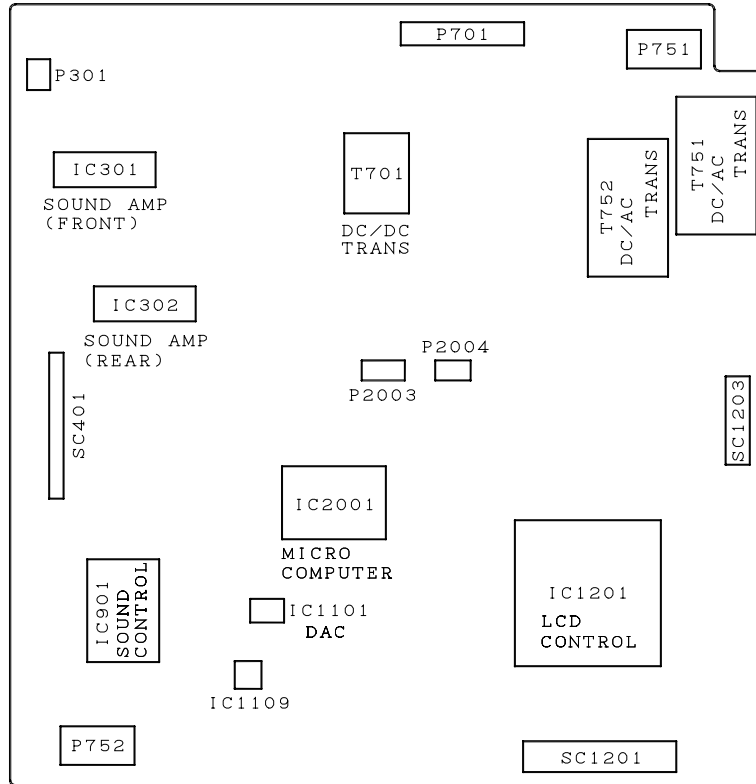 P701
P751
P301
IC301
SOUND AMP
(FRONT)
T701
DC/DC
TRANS
T752
DC/AC
TRANS
T751
DC/AC
TRANS
IC302
SOUND AMP
(REAR)
P2004
P2003
SC401
SC1203
IC2001
MICRO
COMPUTER
IC901
SOUND
CONTROL
IC1101
DAC
IC1201
LCD
CONTROL
IC1109
P752
SC1201